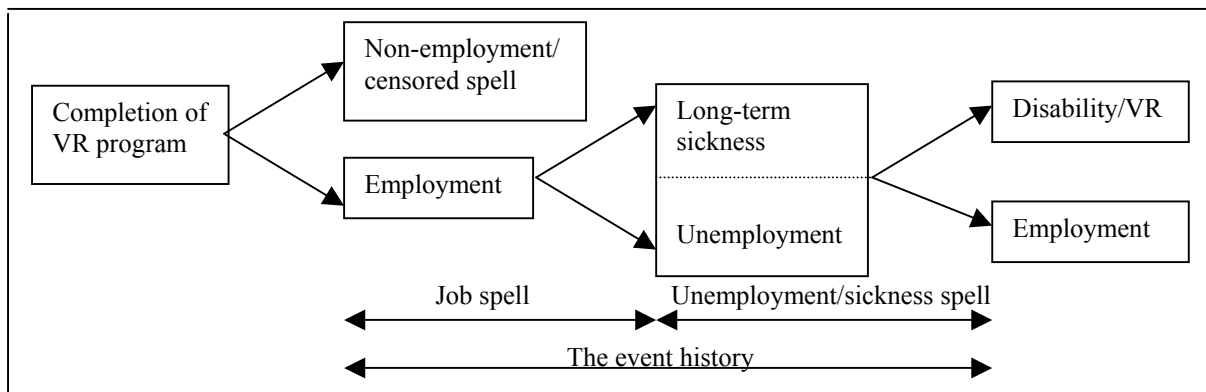 Completion of
VR program
Non-employment/
censored spell
Employment
Long-term
sickness
Unemployment
Disability/VR
Employment
Job spell
Unemployment/sickness spell
The event history